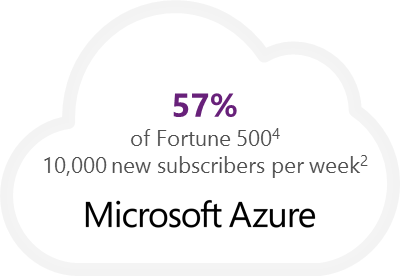 57%
of Fortune 500⁴
10,000 new subscribers per week²
Microsoft Azure